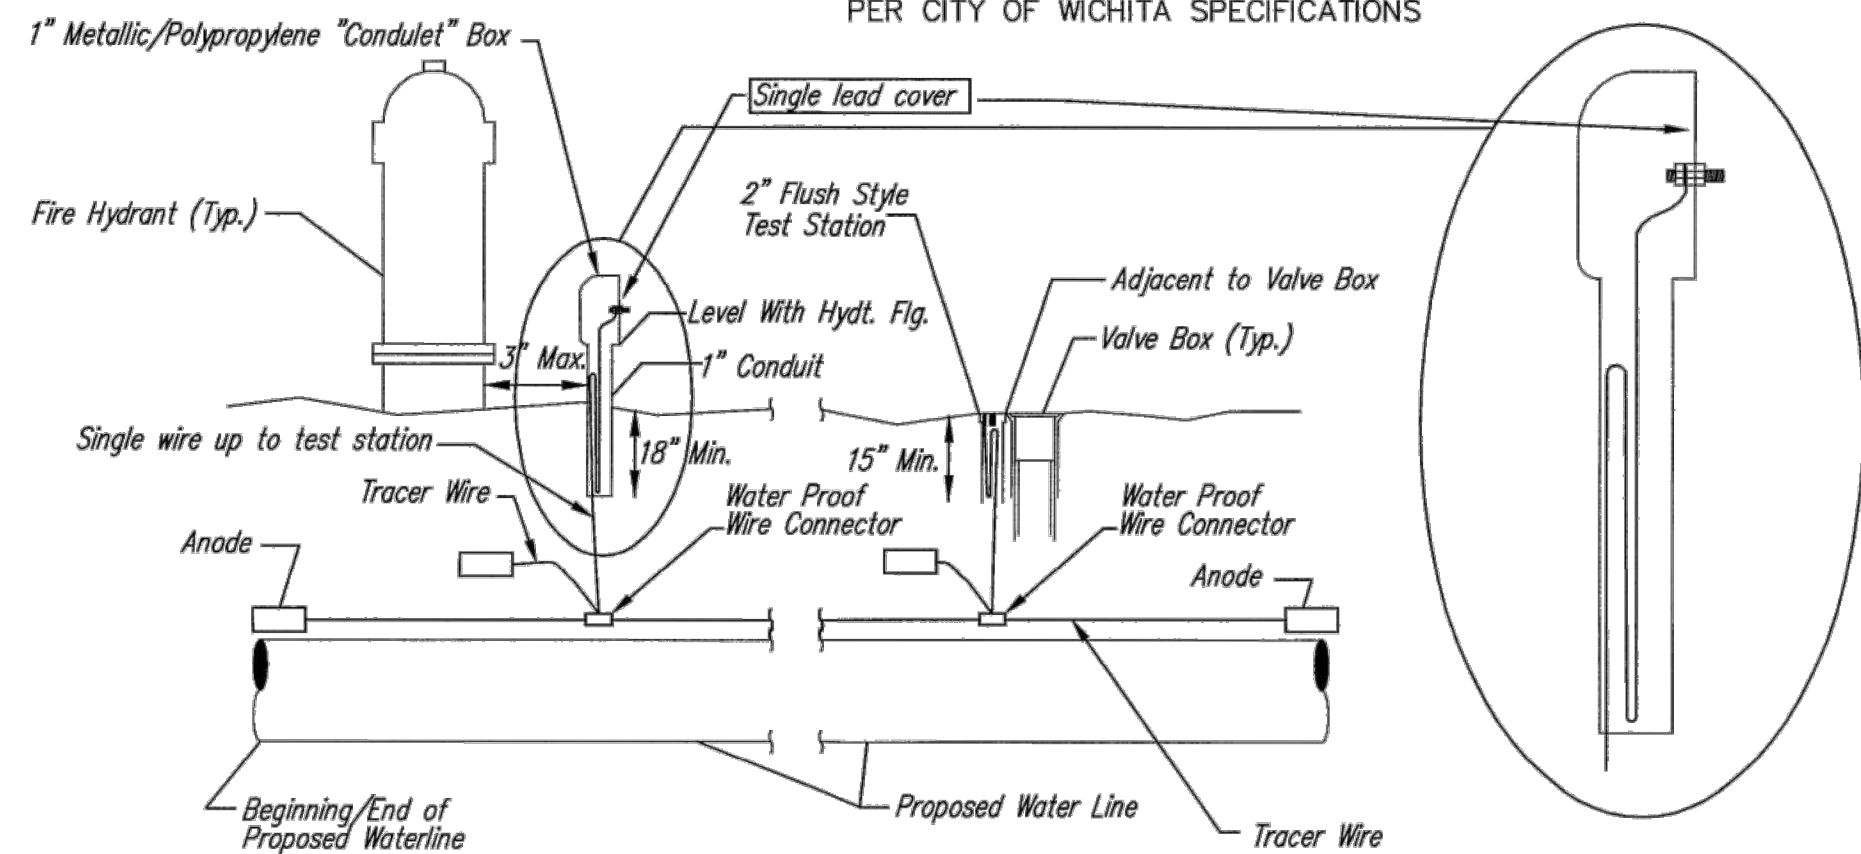 PER CITY OF WICHITA SPECIFICATIONS
1" Metallic/Polypropylene "Condulet" Box
Single lead cover
2" Flush Style
Test Station
Fire Hydrant (Typ.)
Adjacent to Valve Box
Level With Hydt. Flg.
Valve Box (Typ.)
3" Max.
1" Conduit
Single wire up to test station
18" Min.
15" Min.
Tracer Wire
Water Proof
Wire Connector
Water Proof
Wire Connector
Anode
Anode
Beginning/End of
Proposed Waterline
Proposed Water Line
Tracer Wire